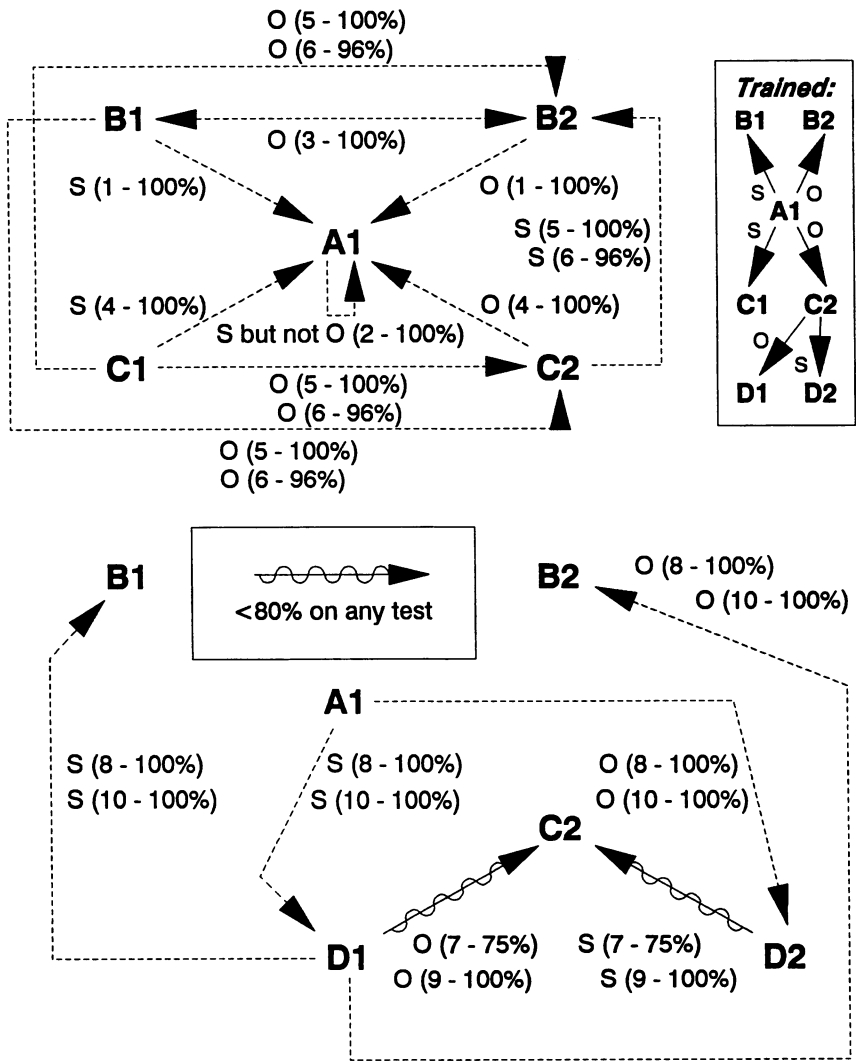 O (5 - 100%)
O (6 - 96%)
B1
B2
O (3 - 100%)
S (1 - 100%)
O (1 - 100%)
A1
S (5 - 100%)
S (6 - 96%)
S (4 - 100%)
O (4 - 100%)
S but not O (2 - 100%)
C1
C2
O (5 - 100%)
O (6 - 96%)
O (5 - 100%)
O (6 - 96%)
Trained:
B1 B2
S O
A1
S O
C1 C2
O S
D1 D2
B1
<80% on any test
B2
O (8 - 100%)
O (10 - 100%)
A1
S (8 - 100%)
S (10 - 100%)
S (8 - 100%)
S (10 - 100%)
O (8 - 100%)
O (10 - 100%)
C2
D1
O (7 - 75%)
O (9 - 100%)
S (7 - 75%)
S (9 - 100%)
D2